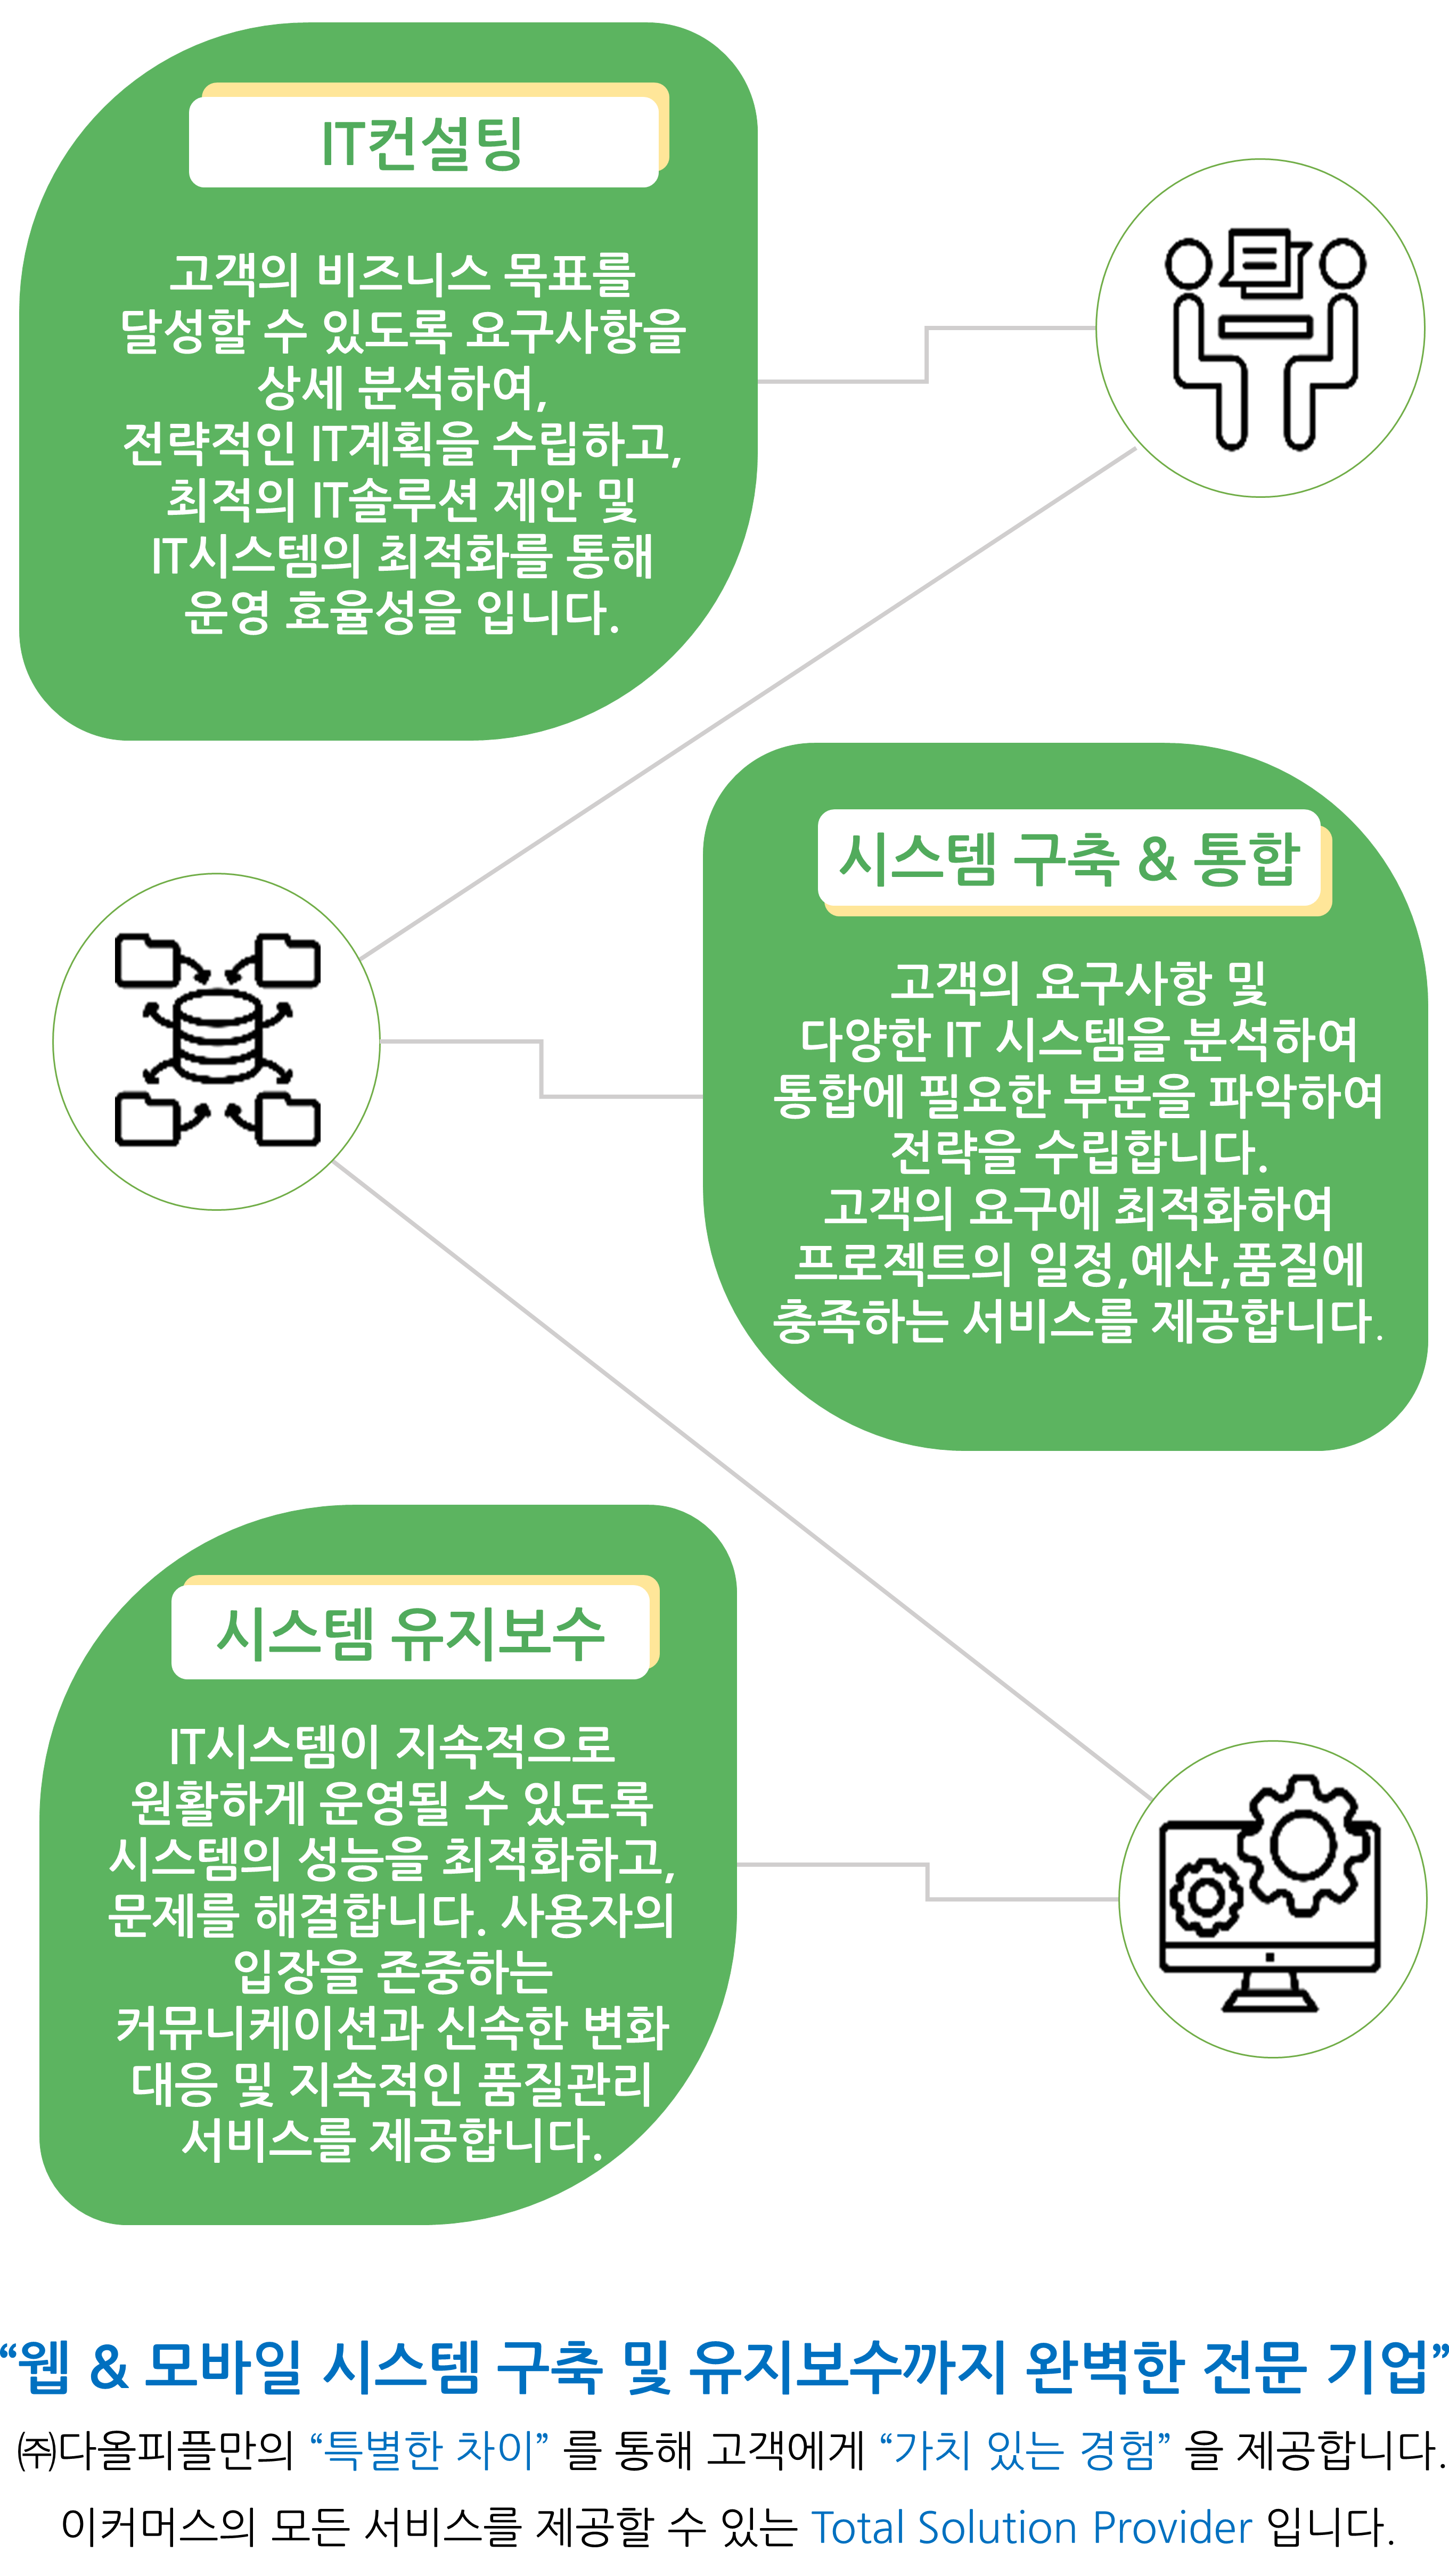 IT컨설팅
고객의 비즈니스 목표를
달성할 수 있도록 요구사항을
상세 분석하여,
전략적인 IT계획을 수립하고,
최적의 IT솔루션 제안 및
IT시스템의 최적화를 통해
운영 효율성을 입니다.
시스템 구축 & 통합
고객의 요구사항 및
다양한 IT 시스템을 분석하여
통합에 필요한 부분을 파악하여
전략을 수립합니다.
고객의 요구에 최적화하여
프로젝트의 일정,예산,품질에
충족하는 서비스를 제공합니다.
시스템 유지보수
IT시스템이 지속적으로
원활하게 운영될 수 있도록
시스템의 성능을 최적화하고,
문제를 해결합니다. 사용자의
입장을 존중하는
커뮤니케이션과 신속한 변화
대응 및 지속적인 품질관리
서비스를 제공합니다.
“웹 & 모바일 시스템 구축 및 유지보수까지 완벽한 전문 기업”
㈜다올피플만의 “특별한 차이” 를 통해 고객에게 “가치 있는 경험” 을 제공합니다.
이커머스의 모든 서비스를 제공할 수 있는 Total Solution Provider 입니다.